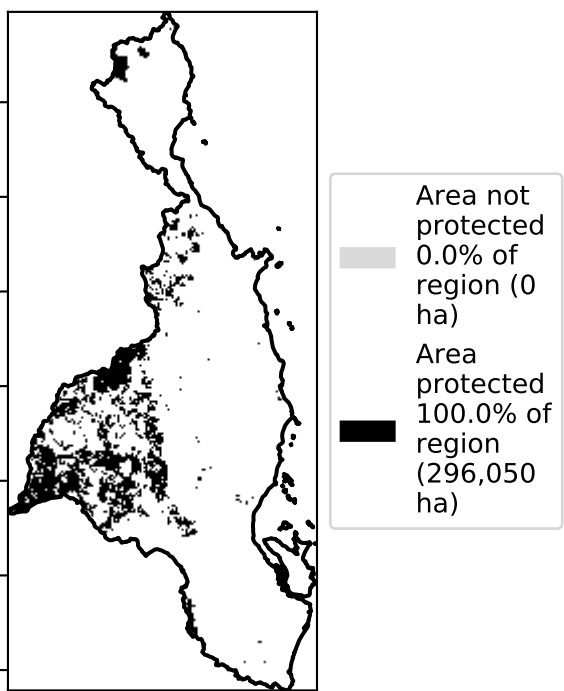 Area not
protected
0.0% of
region (0
ha)
Area
protected
100.0% of
region
(296,050
ha)